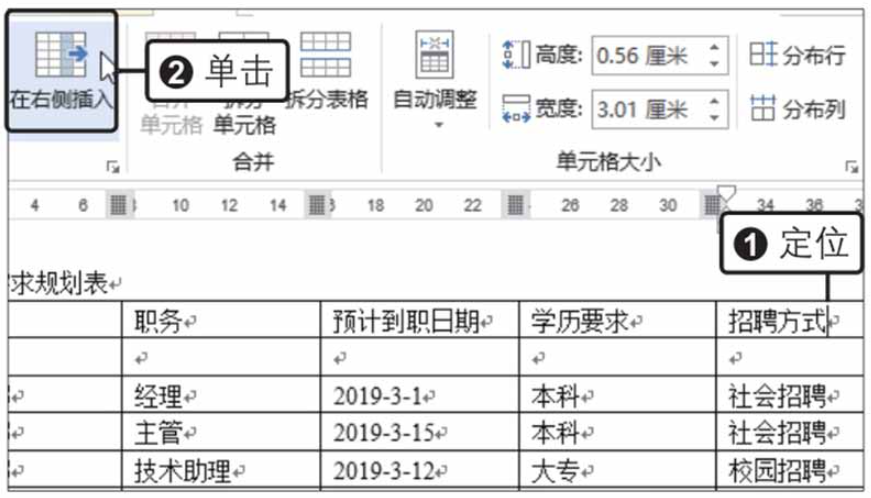 在右侧插入
❷ 单击
单元格
拆分
单元格
拆分表格
合并
自动调整
高度: 0.56 厘米
宽度: 3.01 厘米
分布行
分布列
单元格大小
4 6 10 12 14 18 20 22 26 28 30 34 36
❶ 定位
求规划表
职务 预计到职日期 学历要求 招聘方式
经理 2019-3-1 本科 社会招聘
主管 2019-3-15 本科 社会招聘
技术助理 2019-3-12 大专 校园招聘